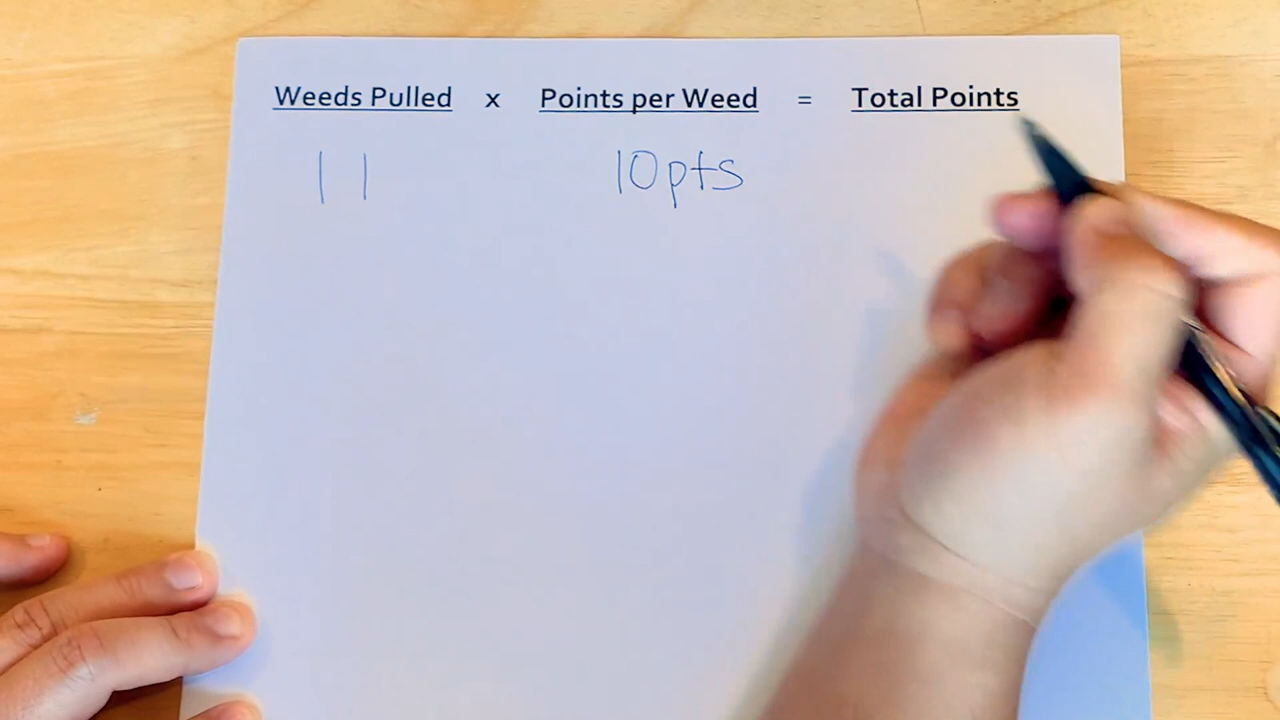 Weeds Pulled x Points per Weed = Total Points
11 10pts